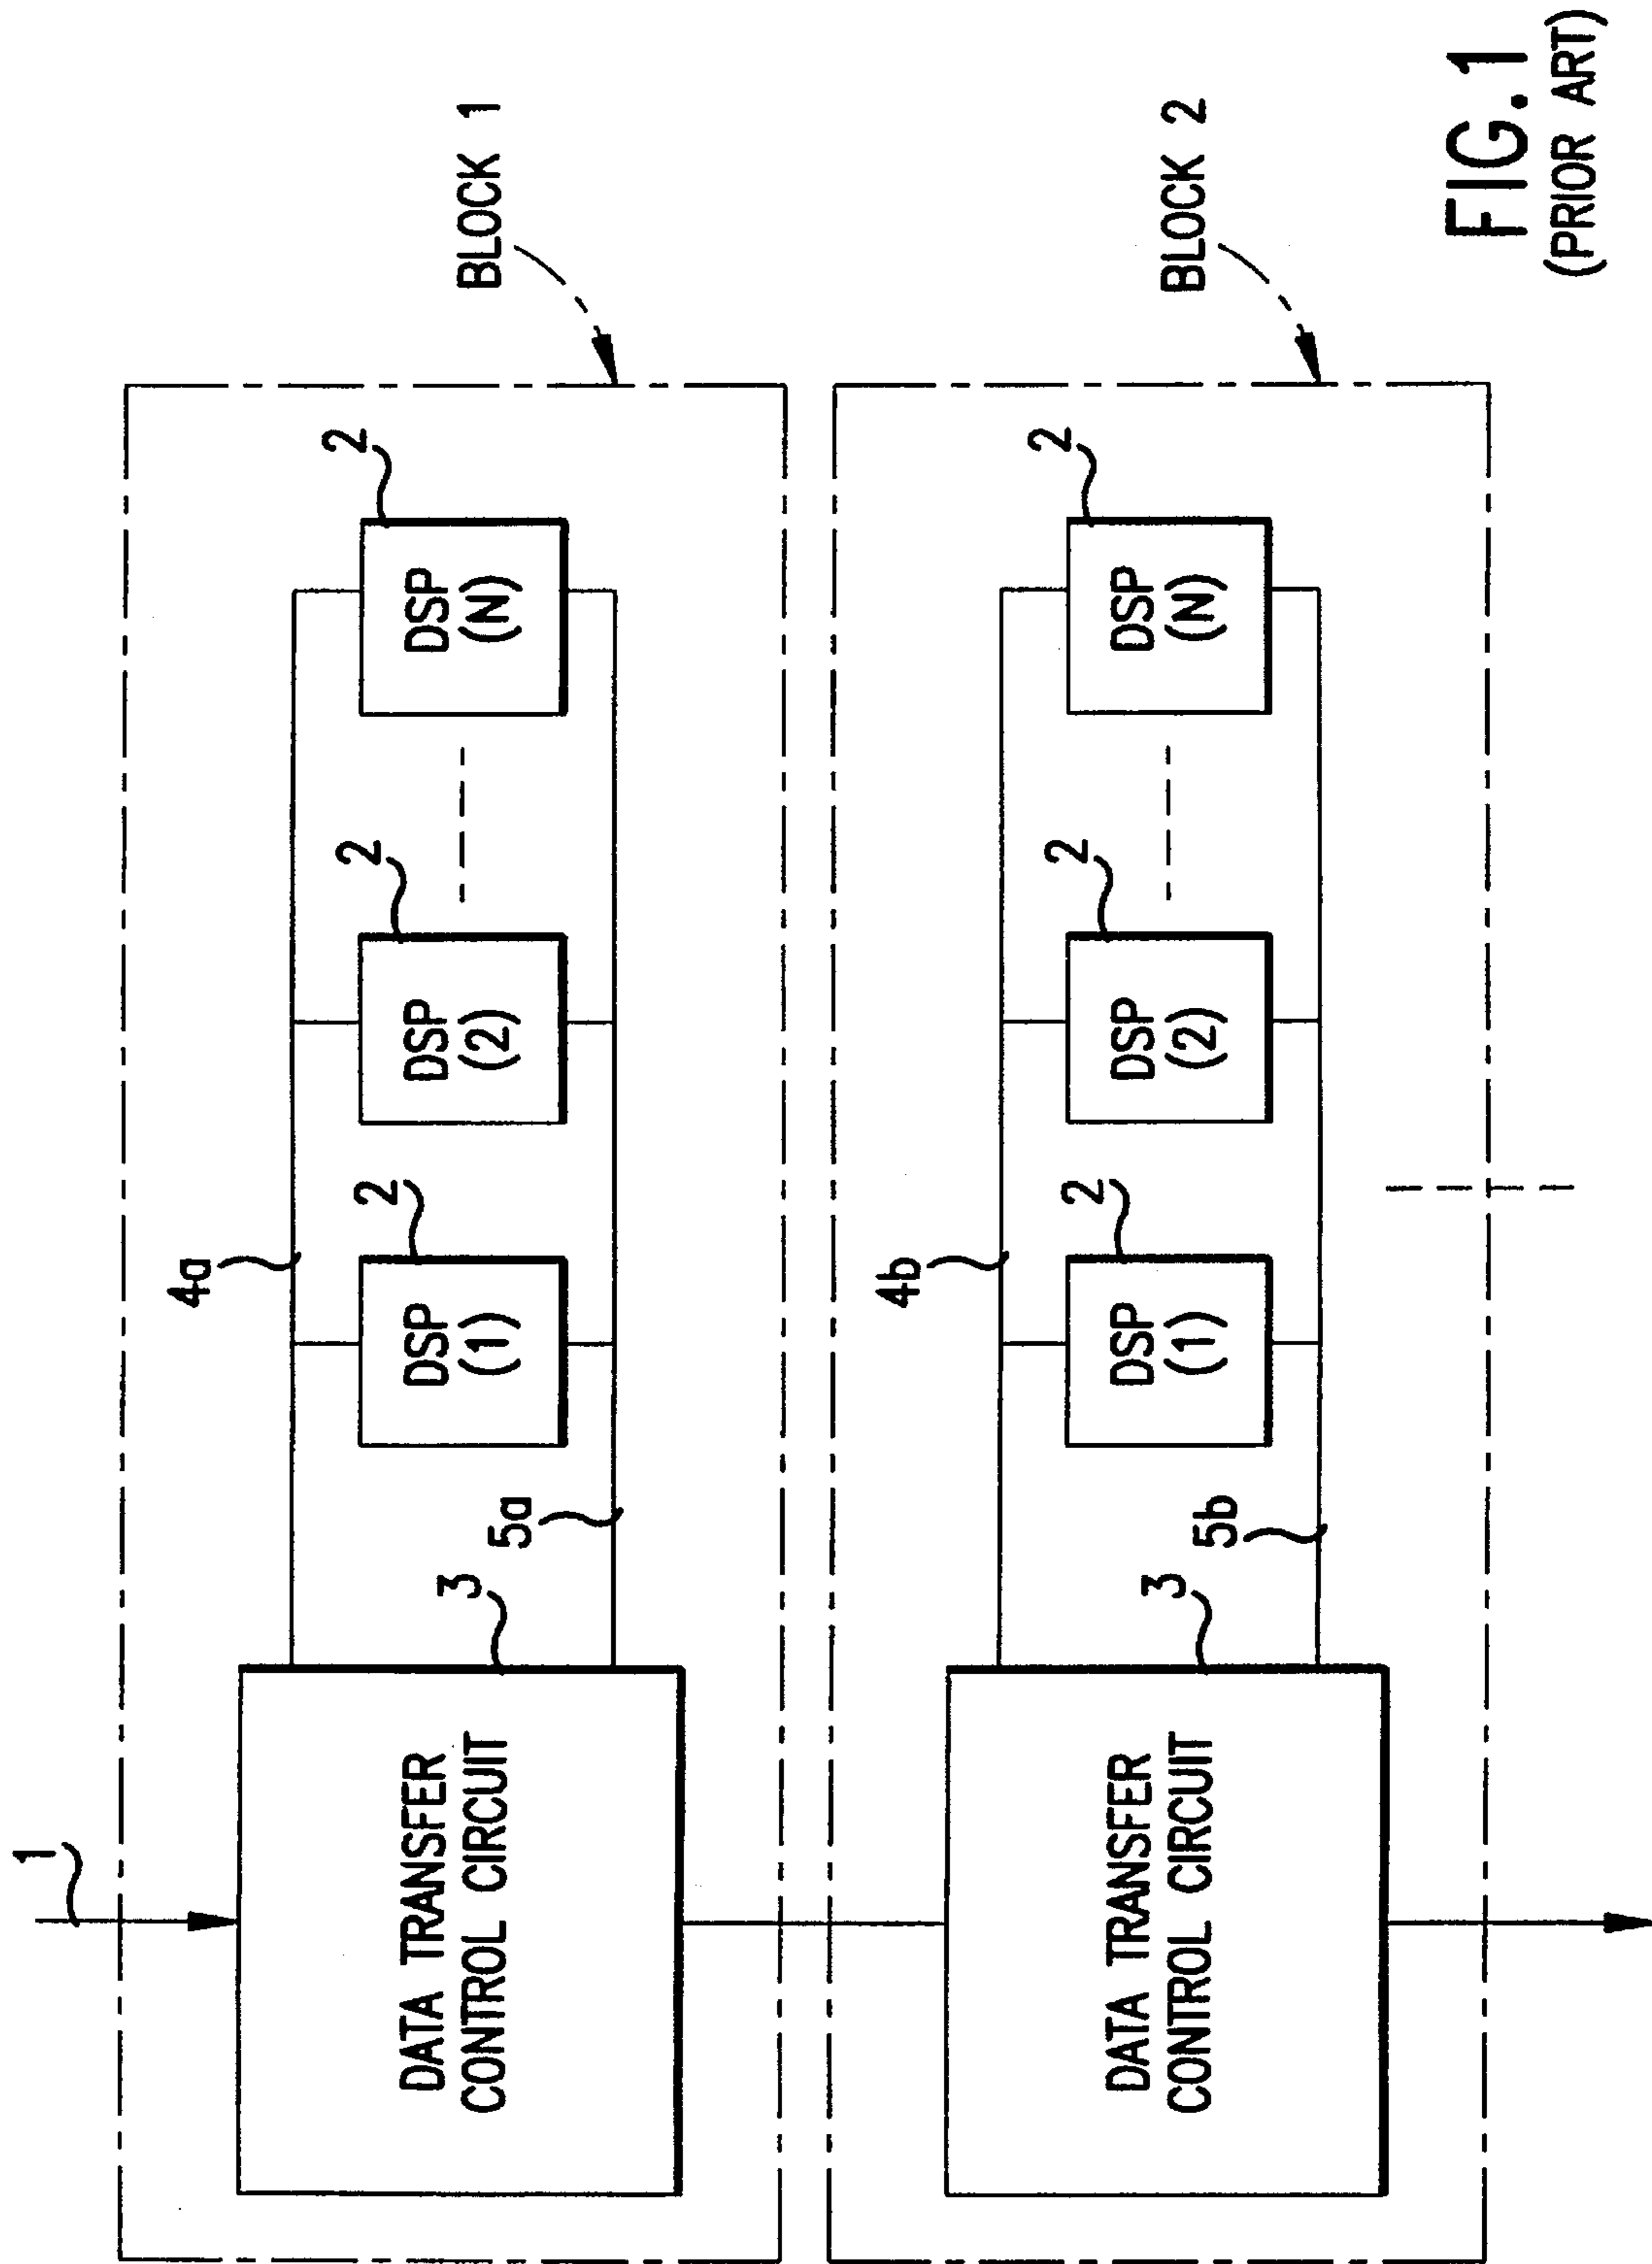 1
BLOCK 1
DATA TRANSFER
CONTROL CIRCUIT
3
4a
5a
DSP
(1)
2
DSP
(2)
2
DSP
(N)
2
BLOCK 2
DATA TRANSFER
CONTROL CIRCUIT
3
4b
5b
DSP
(1)
2
DSP
(2)
2
DSP
(N)
2
FIG.1
(PRIOR ART)